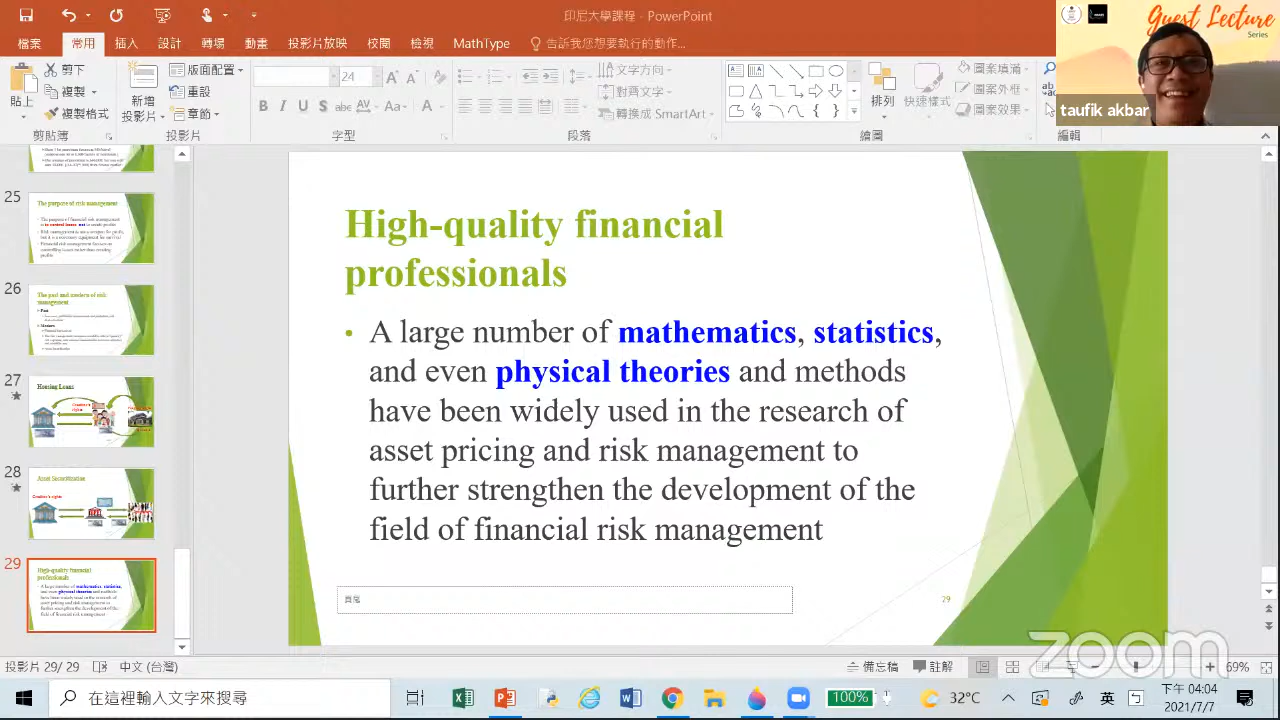 印尼大學課程 - PowerPoint
檔案 常用 插入 設計 轉場 動畫 投影片放映 校閱 檢視 MathType 告訴我您想要執行的動作...
Guest Lecture
Series
taufik akbar
貼上
剪下
複製
複製格式
新增
投影片
版面配置
重設
章節
24
B I U S abc AV Aa A
文字方向
對齊文字
轉換成 SmartArt
排列 快速樣式
圖案填滿
圖案外框
圖案效果
剪貼簿 投影片 字型 段落 繪圖 編輯
25
The purpose of risk management
26
The past and modern of risk
management
27
Housing Loans
28
Asset Securitization
Creditor's rights
29
High-quality financial
professionals
High-quality financial
professionals
• A large number of mathematics, statistics,
and even physical theories and methods
have been widely used in the research of
asset pricing and risk management to
further strengthen the development of the
field of financial risk management
頁尾
29
zoom
投影片 29/ 29 中文 (台灣) 備忘稿 註解 69%
在這裡輸入文字來搜尋
100%
32°C
英
下午 04:04
2021/7/7